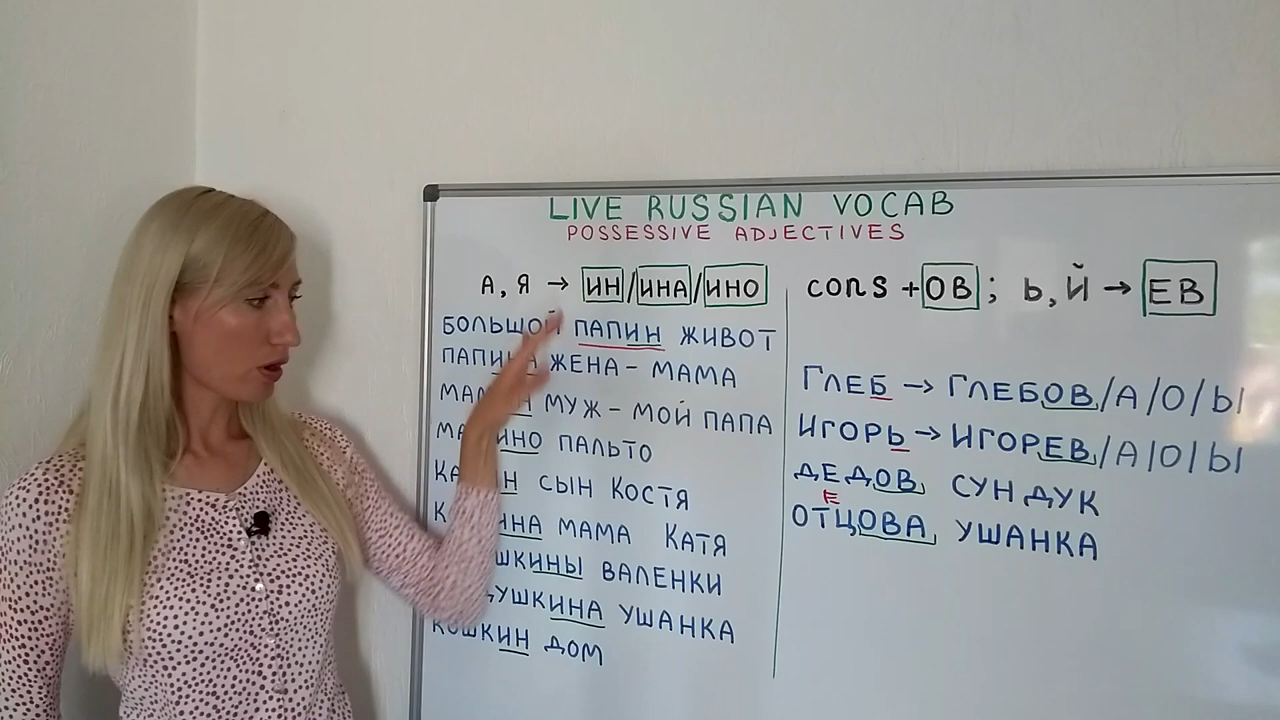 LIVE RUSSIAN VOCAB
POSSESSIVE ADJECTIVES
А, Я → ИН/ИНА/ИНО
БОЛЬШОЙ ПАПИН ЖИВОТ
ЖЕНА - МАМА
МУЖ - МОЙ ПАПА
ПАЛЬТО
СЫН КОСТЯ
МАМА КАТЯ
ВАЛЕНКИ
УШАНКА
КОШКИН ДОМ
cons + ОВ; Ь, Й → ЕВ
ГЛЕБ → ГЛЕБОВ/А/О/Ы
ИГОРЬ → ИГОРЕВ/А/О/Ы
ДЕДОВ СУНДУК
Е
ОТЦОВА УШАНКА